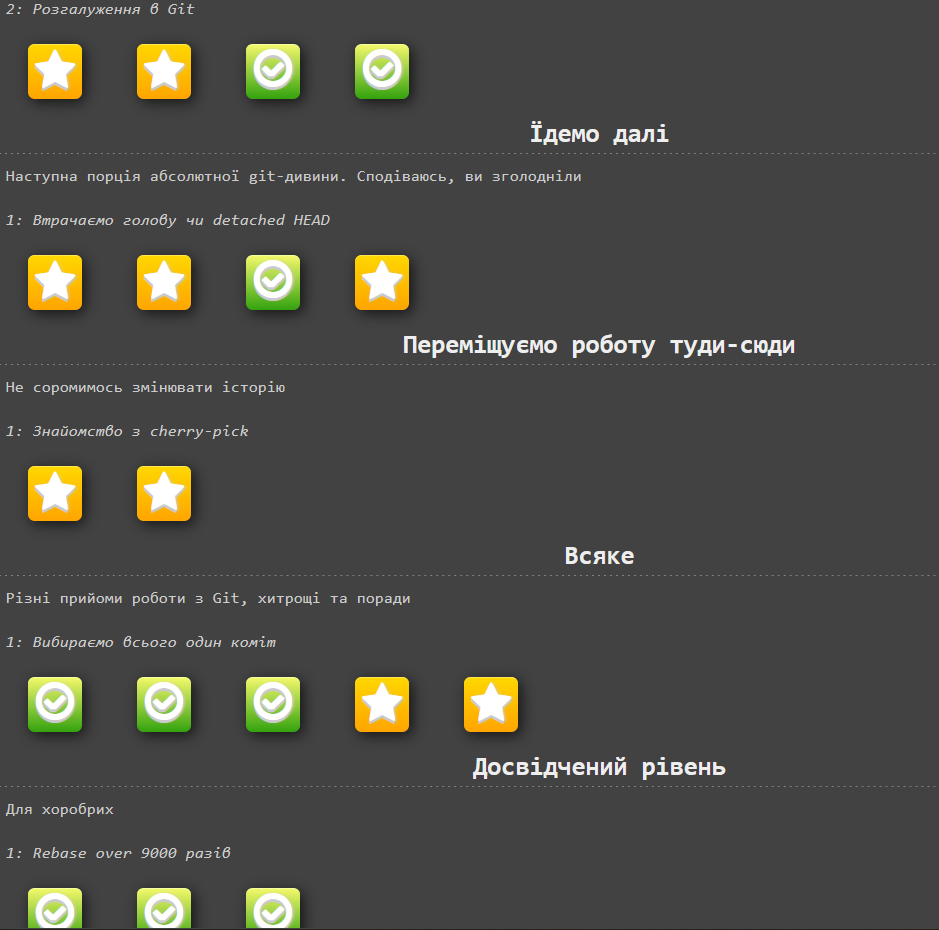 2: Розгалуження в Git
Їдемо далі
Наступна порція абсолютної git-дивини. Сподіваюсь, ви зголодніли
1: Втрачаємо голову чи detached HEAD
Переміщуємо роботу туди-сюди
Не соромимось змінювати історію
1: Знайомство з cherry-pick
Всяке
Різні прийоми роботи з Git, хитрощі та поради
1: Вибираємо всього один коміт
Досвідчений рівень
Для хоробрих
1: Rebase over 9000 разів